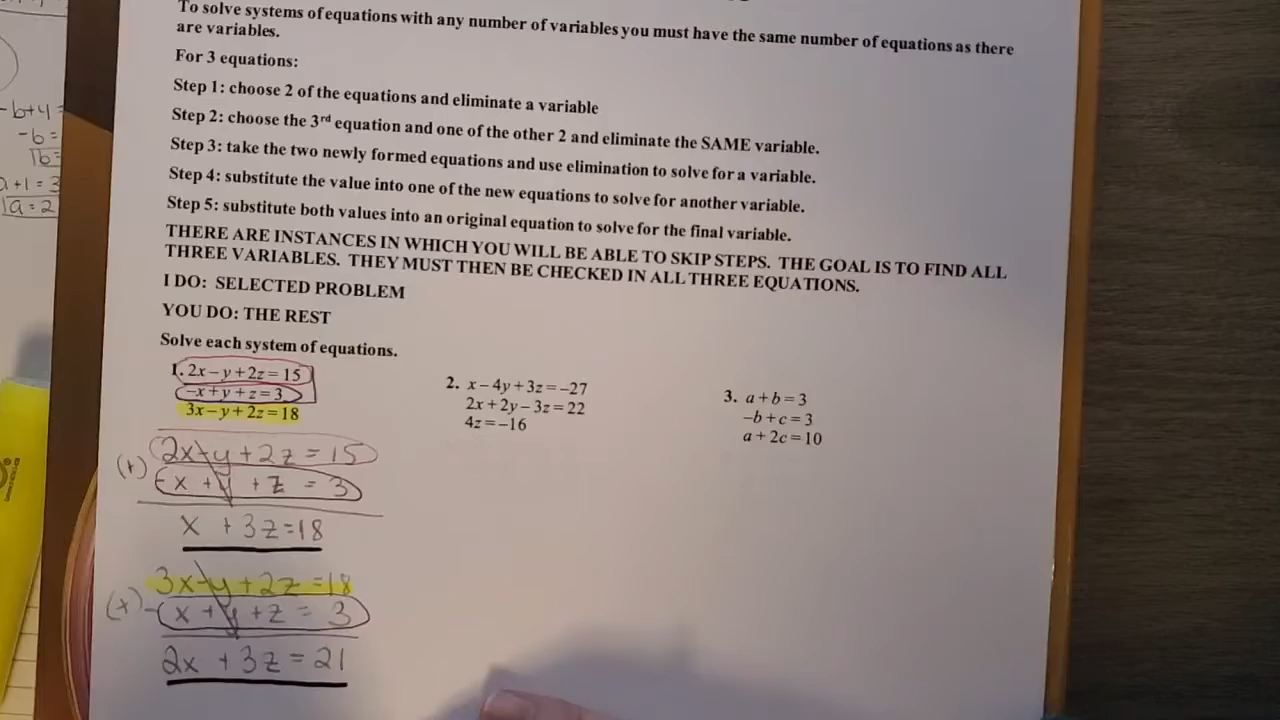 To solve systems of equations with any number of variables you must have the same number of equations as there
are variables.
For 3 equations:
Step 1: choose 2 of the equations and eliminate a variable
Step 2: choose the 3rd equation and one of the other 2 and eliminate the SAME variable.
Step 3: take the two newly formed equations and use elimination to solve for a variable.
Step 4: substitute the value into one of the new equations to solve for another variable.
Step 5: substitute both values into an original equation to solve for the final variable.
THERE ARE INSTANCES IN WHICH YOU WILL BE ABLE TO SKIP STEPS. THE GOAL IS TO FIND ALL
THREE VARIABLES. THEY MUST THEN BE CHECKED IN ALL THREE EQUATIONS.
I DO: SELECTED PROBLEM
YOU DO: THE REST
Solve each system of equations.
1. 2x – y + 2z = 15
–x + y + z = 3
3x – y + 2z = 18
2. x – 4y + 3z = –27
2x + 2y – 3z = 22
4z = –16
3. a + b = 3
–b + c = 3
a + 2c = 10
2x - y + 2z = 15
(+) -x + y + z = 3
x + 3z = 18
3x - y + 2z = 18
(+) -x + y + z = 3
2x + 3z = 21
-b+4=
-b=
b=
a+1=3
a=2